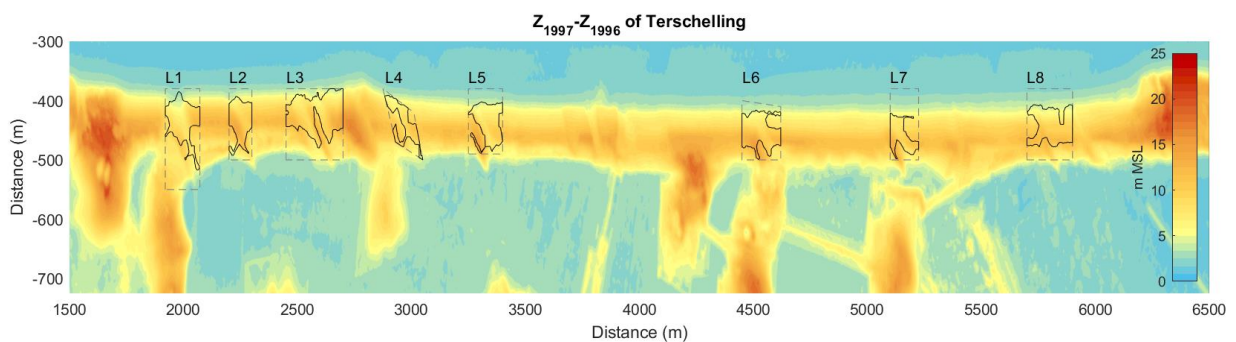 Z1997-Z1996 of Terschelling
-300
-400
-500
-600
-700
Distance (m)
L1 L2 L3 L4 L5 L6 L7 L8
25
20
15
10
5
0
m MSL
1500 2000 2500 3000 3500 4000 4500 5000 5500 6000 6500
Distance (m)